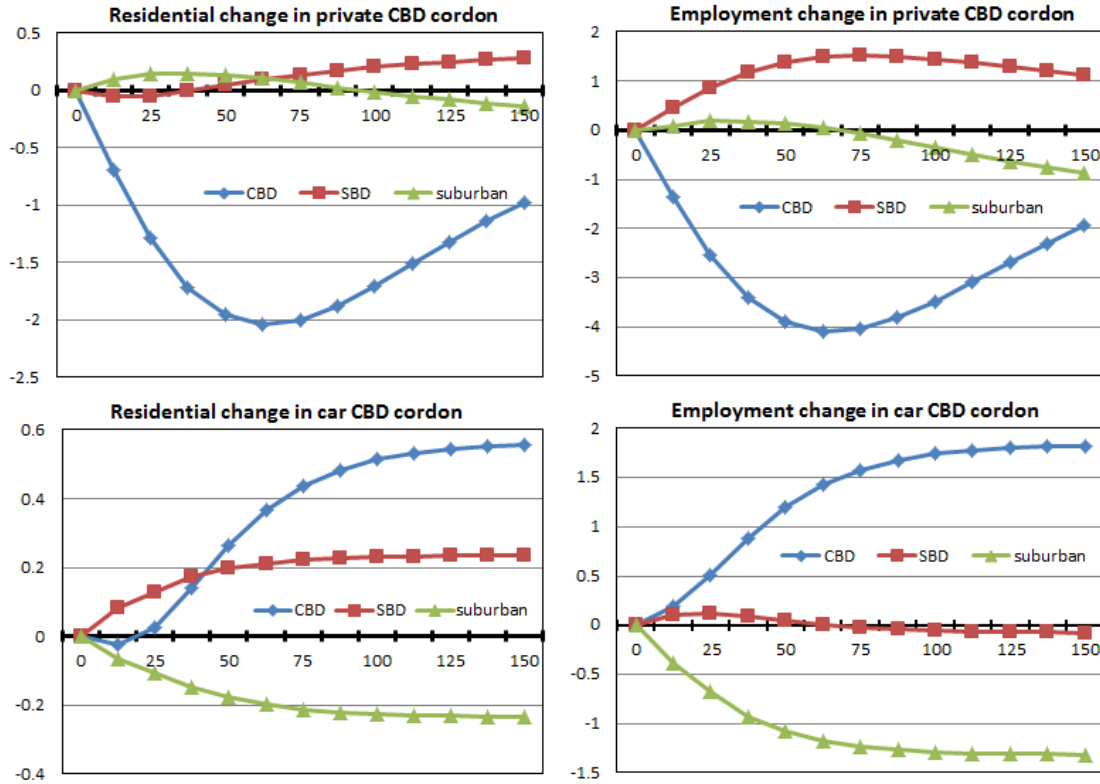 Residential change in private CBD cordon
0.5
0
-0.5
-1
-1.5
-2
-2.5
0 25 50 75 100 125 150
CBD SBD suburban
Employment change in private CBD cordon
2
1
0
-1
-2
-3
-4
-5
0 25 50 75 100 125 150
CBD SBD suburban
Residential change in car CBD cordon
0.6
0.4
0.2
0
-0.2
-0.4
0 25 50 75 100 125 150
CBD SBD suburban
Employment change in car CBD cordon
2
1.5
1
0.5
0
-0.5
-1
-1.5
0 25 50 75 100 125 150
CBD SBD suburban